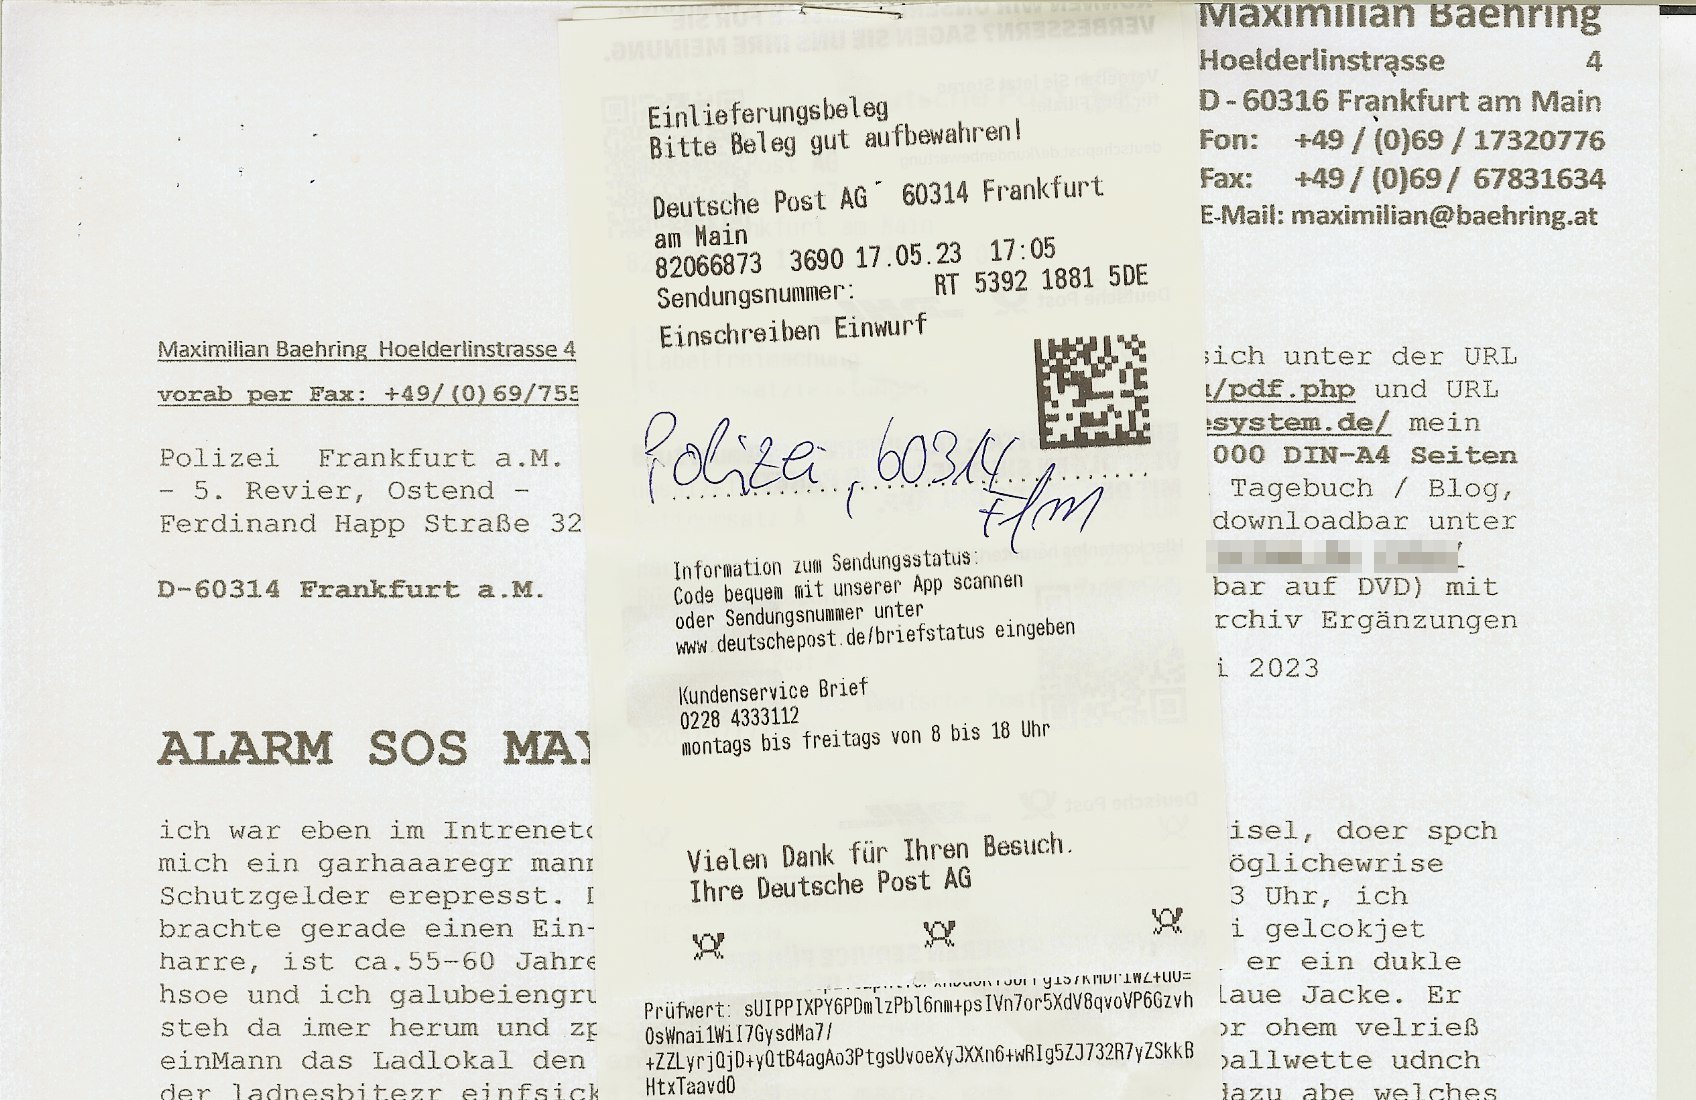 Maximilian Baehring
Hoelderlinstrasse 4
D - 60316 Frankfurt am Main
Fon: +49 / (0)69 / 17320776
Fax: +49 / (0)69 / 67831634
E-Mail: maximilian@baehring.at
Einlieferungsbeleg
Bitte Beleg gut aufbewahren!
Deutsche Post AG 60314 Frankfurt
am Main
82066873 3690 17.05.23 17:05
Sendungsnummer: RT 5392 1881 5DE
Einschreiben Einwurf
Polizei, 60314
F/m
Information zum Sendungsstatus:
Code bequem mit unserer App scannen
oder Sendungsnummer unter
www.deutschepost.de/briefstatus eingeben
Kundenservice Brief
0228 4333112
montags bis freitags von 8 bis 18 Uhr
Vielen Dank für Ihren Besuch.
Ihre Deutsche Post AG
Prüfwert: sUIPPIXPY6PDmlzPbl6nm+psIVn7or5XdV8qvoVP6Gzvh
OsWnai1WiI7GysdMa7/
+ZZLyrjQjD+yQtB4agAo3PtgsUvoeXyJXXn6+wRIg5ZJ732R7yZSkkB
HtxTaavdO
Maximilian Baehring Hoelderlinstrasse 4
vorab per Fax: +49/(0)69/755
Polizei Frankfurt a.M.
- 5. Revier, Ostend -
Ferdinand Happ Straße 32
D-60314 Frankfurt a.M.
sich unter der URL
/pdf.php und URL
esystem.de/ mein
000 DIN-A4 Seiten
Tagebuch / Blog,
downloadbar unter
bar auf DVD) mit
rchiv Ergänzungen
i 2023
ALARM SOS MAY
ich war eben im Intrenetc
mich ein garhaaaregr mann
Schutzgelder erepresst. D
brachte gerade einen Ein-
harre, ist ca.55-60 Jahre
hsoe und ich galubeiengru
steh da imer herum und zp
einMann das Ladlokal den
der ladnesbitezr einfsick
isel, doer spch
öglichewrise
3 Uhr, ich
i gelcokjet
er ein dukle
laue Jacke. Er
or ohem velrieß
ballwette udnch
dazu abe welches